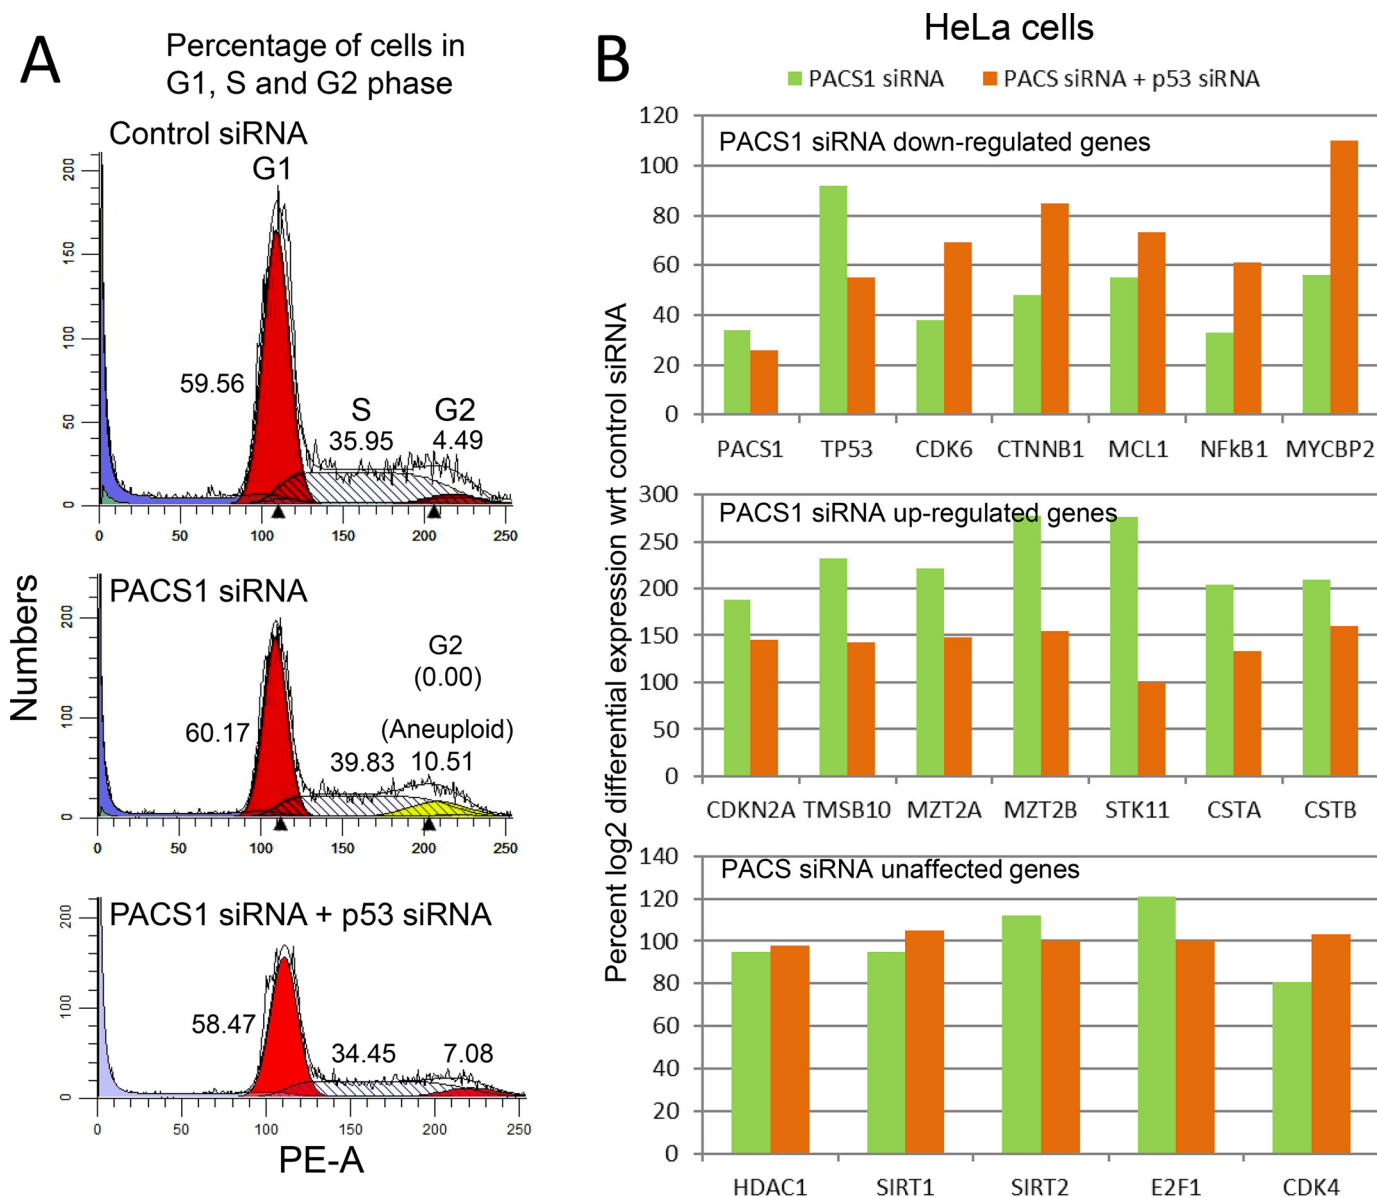 A
Percentage of cells in
G1, S and G2 phase
Control siRNA
G1
200
150
100
50
0
59.56
S
35.95
G2
4.49
0 50 100 150 200 250
PACS1 siRNA
200
100
0
60.17
G2
(0.00)
(Aneuploid)
39.83 10.51
0 50 100 150 200 250
PACS1 siRNA + p53 siRNA
200
100
0
58.47
34.45
7.08
0 50 100 150 200 250
Numbers
PE-A
B
HeLa cells
PACS1 siRNA PACS siRNA + p53 siRNA
Percent log2 differential expression wrt control siRNA
PACS1 siRNA down-regulated genes
120
100
80
60
40
20
0
PACS1 TP53 CDK6 CTNNB1 MCL1 NFkB1 MYCBP2
PACS1 siRNA up-regulated genes
300
250
200
150
100
50
0
CDKN2A TMSB10 MZT2A MZT2B STK11 CSTA CSTB
PACS siRNA unaffected genes
140
120
100
80
60
40
20
0
HDAC1 SIRT1 SIRT2 E2F1 CDK4